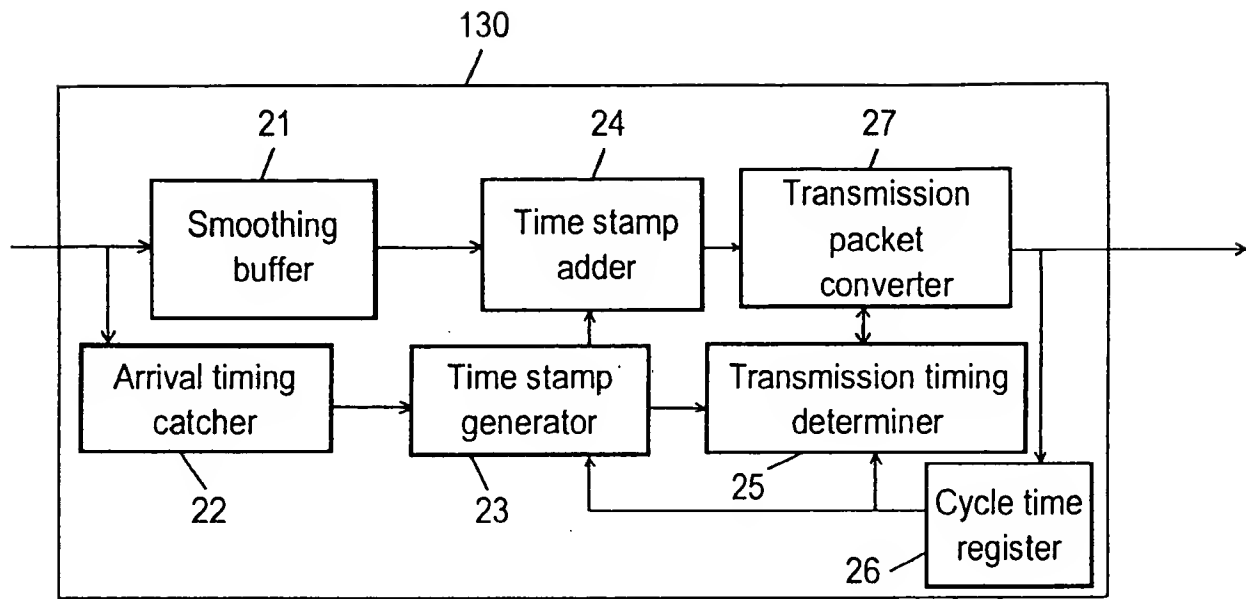 130
21
24
27
Smoothing
buffer
Time stamp
adder
Transmission
packet
converter
Arrival timing
catcher
Time stamp
generator
Transmission timing
determiner
22
23
25
Cycle time
register
26